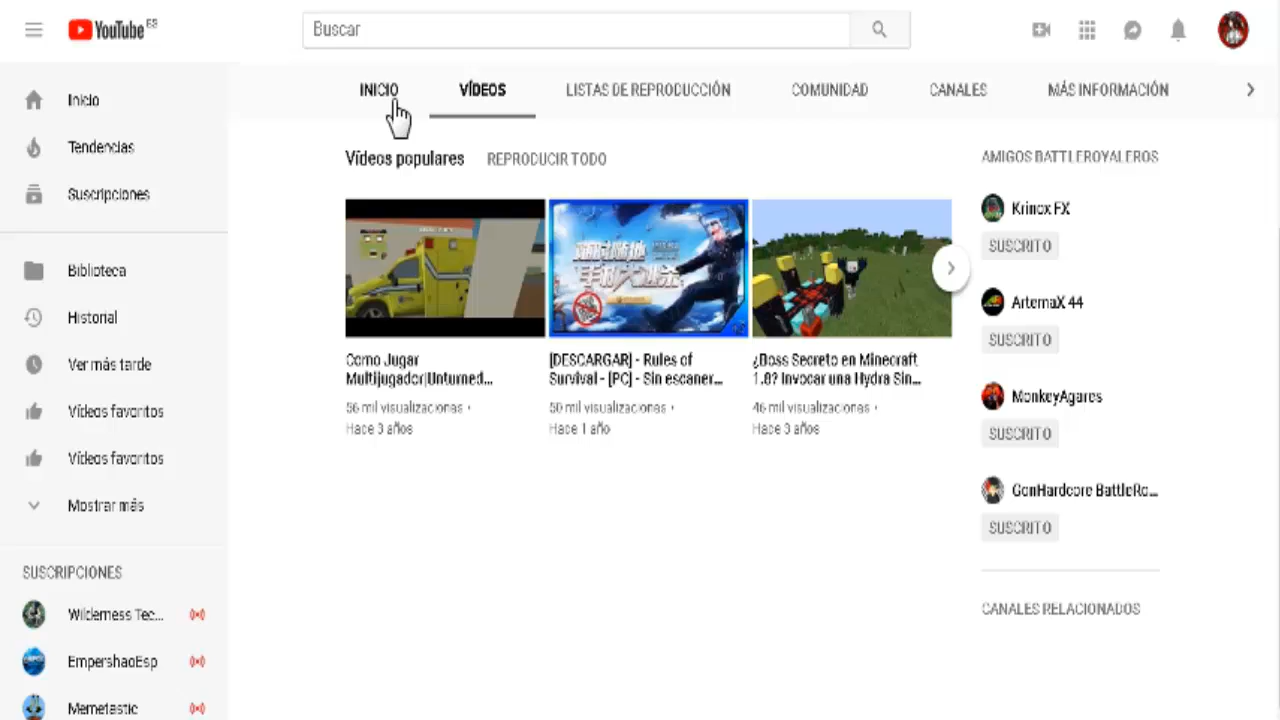 YouTube ES
Buscar
INICIO VÍDEOS LISTAS DE REPRODUCCIÓN COMUNIDAD CANALES MÁS INFORMACIÓN
Inicio
Tendencias
Suscripciones
Biblioteca
Historial
Ver más tarde
Vídeos favoritos
Vídeos favoritos
Mostrar más
SUSCRIPCIONES
Wilderness Tec...
EmpershaoEsp
Memetastic
Vídeos populares REPRODUCIR TODO
Como Jugar
Multijugador|Unturned...
56 mil visualizaciones •
Hace 3 años
[DESCARGAR] - Rules of
Survival - [PC] - Sin escaner...
50 mil visualizaciones •
Hace 1 año
¿Boss Secreto en Minecraft
1.8? Invocar una Hydra Sin...
46 mil visualizaciones •
Hace 3 años
AMIGOS BATTLEROYALEROS
Krinox FX
SUSCRITO
ArtemaX 44
SUSCRITO
MonkeyAgares
SUSCRITO
GonHardcore BattleRo...
SUSCRITO
CANALES RELACIONADOS